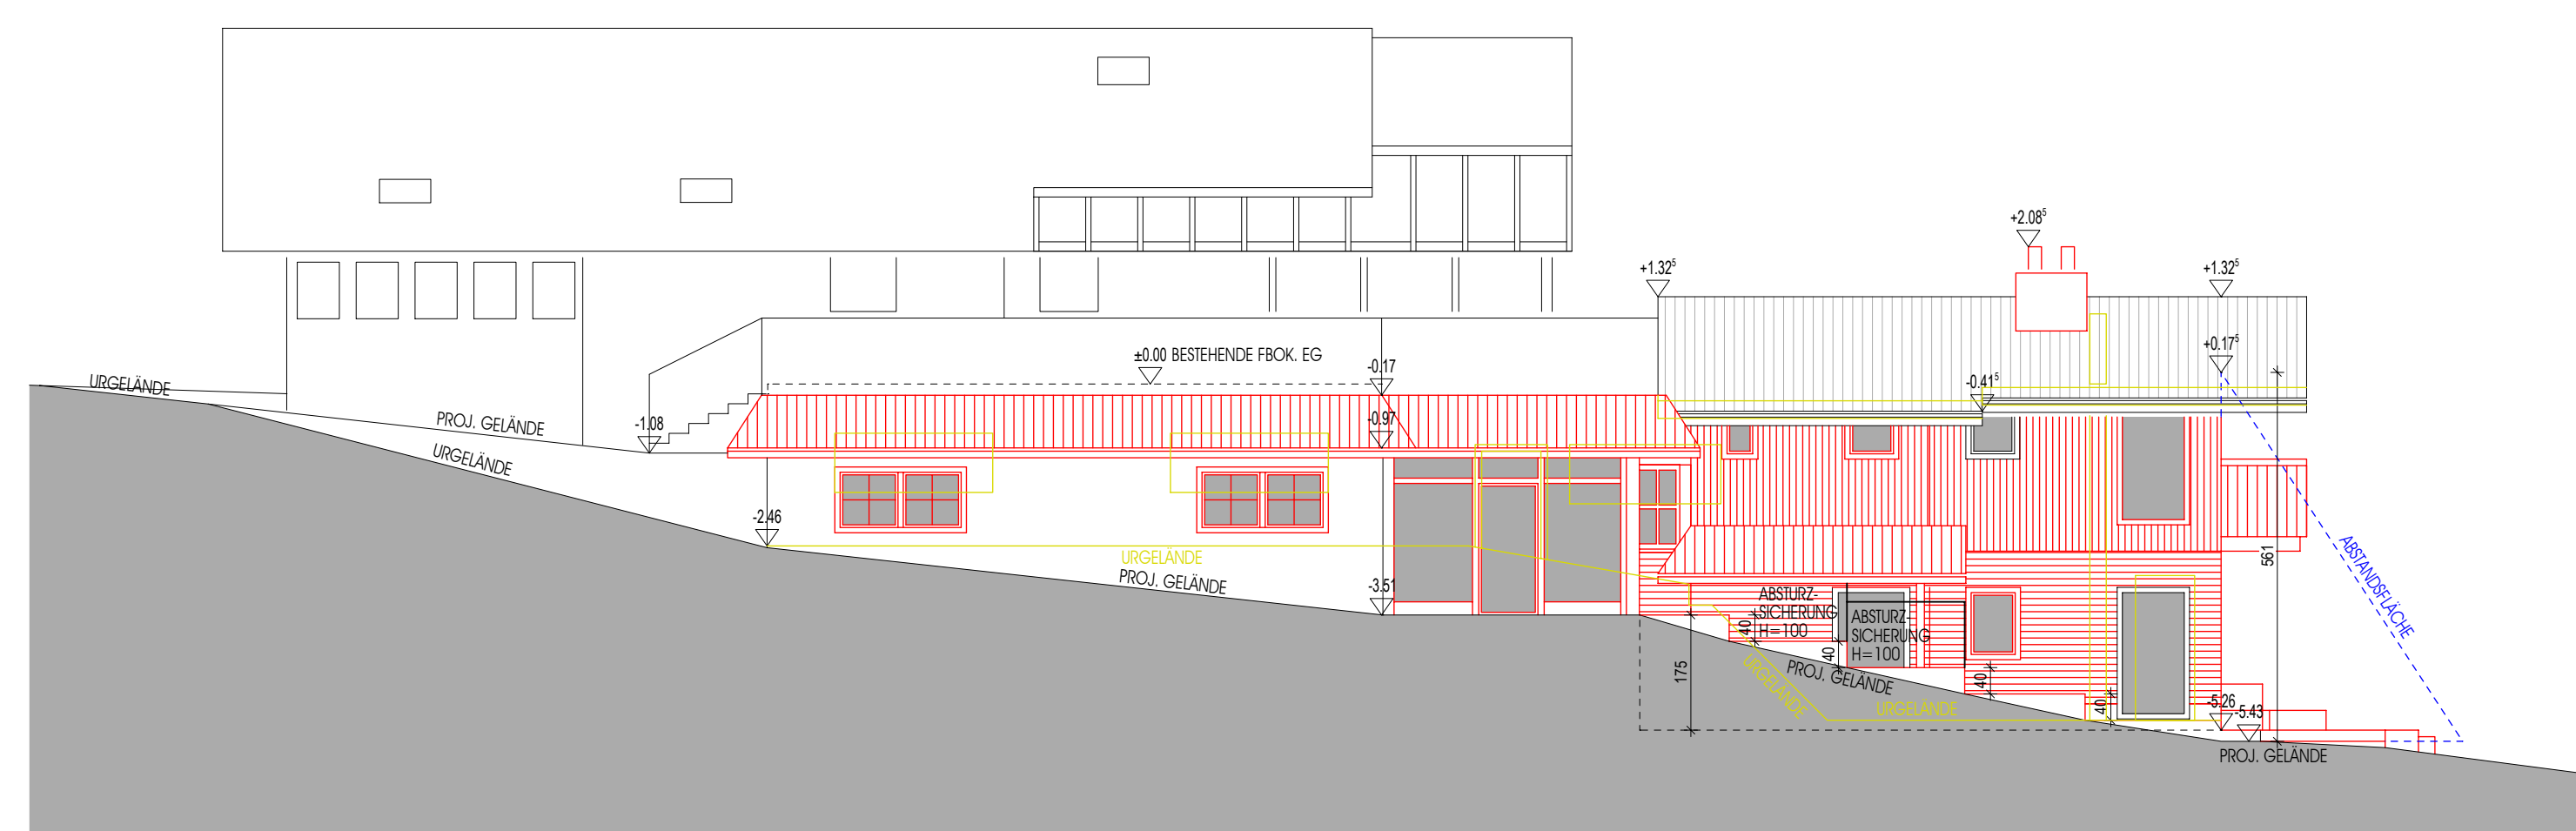 +2.08⁵
+1.32⁵
+1.32⁵
±0.00 BESTEHENDE FBOK. EG
+0.17⁵
-0.17
-0.41⁵
URGELÄNDE
PROJ. GELÄNDE
-1.08
-0.97
URGELÄNDE
-2.46
URGELÄNDE
PROJ. GELÄNDE
-3.51
561
ABSTANDSFLÄCHE
ABSTURZ-
SICHERUNG
H=100
40
ABSTURZ-
SICHERUNG
H=100
40
175
URGELÄNDE
PROJ. GELÄNDE
40
URGELÄNDE
40
-5.26
-5.43
PROJ. GELÄNDE